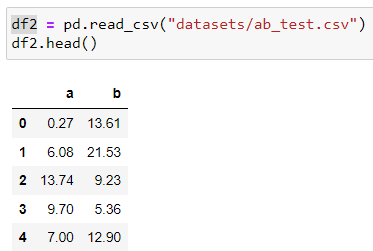 df2 = pd.read_csv("datasets/ab_test.csv")
df2.head()
a b
0 0.27 13.61
1 6.08 21.53
2 13.74 9.23
3 9.70 5.36
4 7.00 12.90